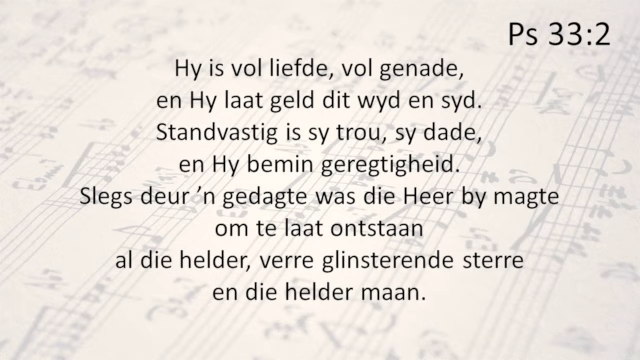 Ps 33:2
Hy is vol liefde, vol genade,
en Hy laat geld dit wyd en syd.
Standvastig is sy trou, sy dade,
en Hy bemin geregtigheid.
Slegs deur ’n gedagte was die Heer by magte
om te laat ontstaan
al die helder, verre glinsterende sterre
en die helder maan.